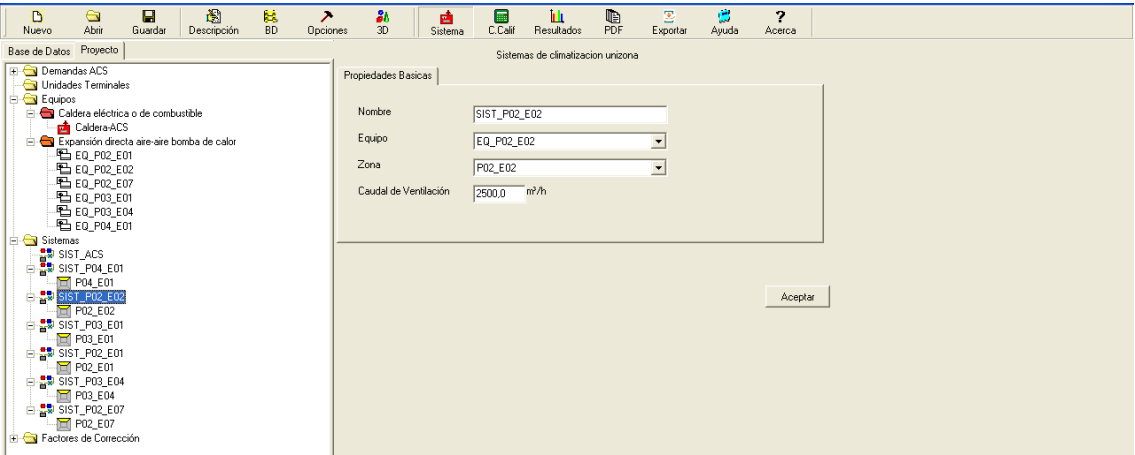 Nuevo Abrir Guardar Descripción BD Opciones 3D Sistema C.Calif Resultados PDF Exportar Ayuda Acerca
Base de Datos Proyecto
Demandas ACS
Unidades Terminales
Equipos
Caldera eléctrica o de combustible
Caldera-ACS
Expansión directa aire-aire bomba de calor
EQ_P02_E01
EQ_P02_E02
EQ_P02_E07
EQ_P03_E01
EQ_P03_E04
EQ_P04_E01
Sistemas
SIST_ACS
SIST_P04_E01
P04_E01
SIST_P02_E02
P02_E02
SIST_P03_E01
P03_E01
SIST_P02_E01
P02_E01
SIST_P03_E04
P03_E04
SIST_P02_E07
P02_E07
Factores de Corrección
Sistemas de climatizacion unizona
Propiedades Basicas
Nombre SIST_P02_E02
Equipo EQ_P02_E02
Zona P02_E02
Caudal de Ventilación 2500,0 m³/h
Aceptar